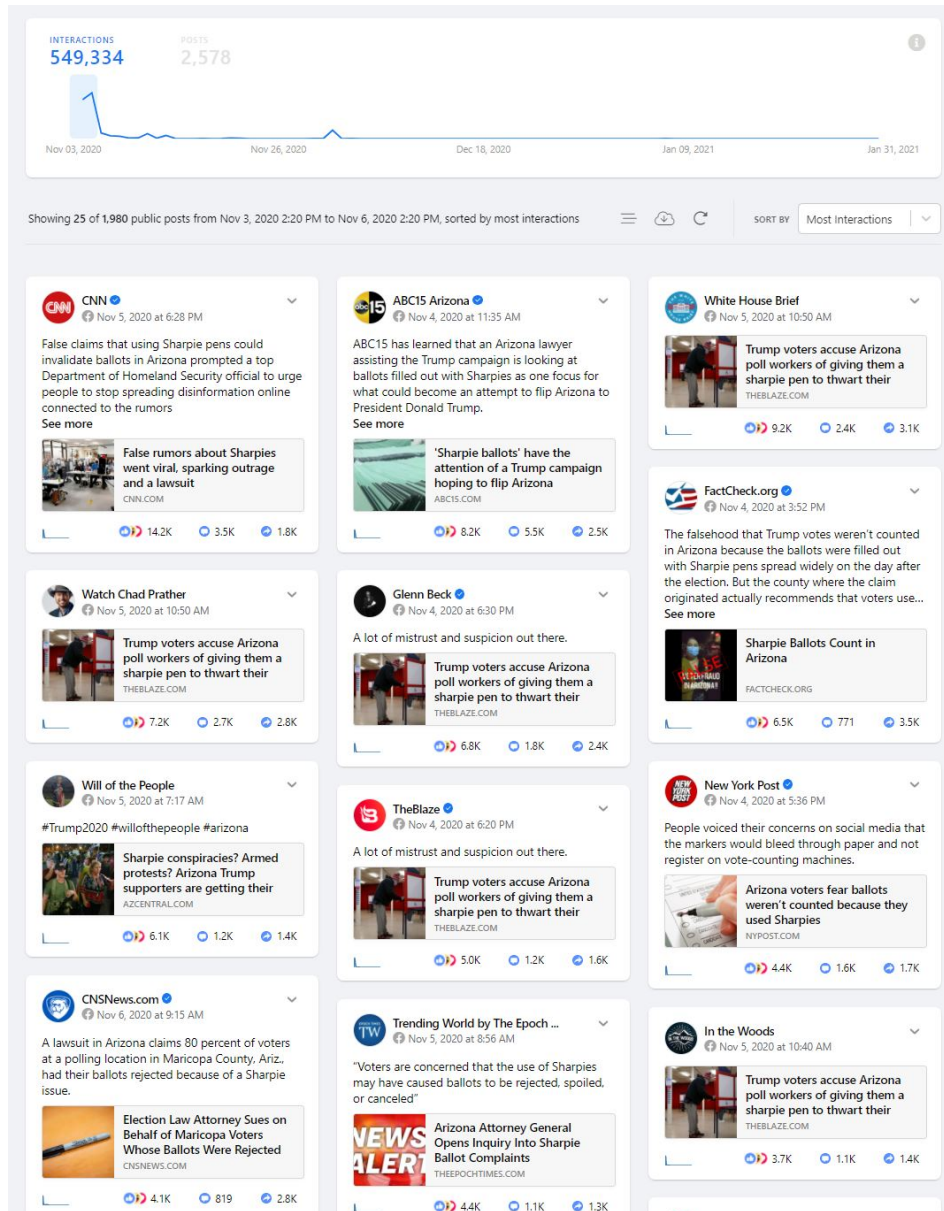 INTERACTIONS
549,334
POSTS
2,578
Nov 03, 2020
Nov 26, 2020
Dec 18, 2020
Jan 09, 2021
Jan 31, 2021
Showing 25 of 1,980 public posts from Nov 3, 2020 2:20 PM to Nov 6, 2020 2:20 PM, sorted by most interactions
SORT BY
Most Interactions
CNN
CNN
Nov 5, 2020 at 6:28 PM
False claims that using Sharpie pens could
invalidate ballots in Arizona prompted a top
Department of Homeland Security official to urge
people to stop spreading disinformation online
connected to the rumors
See more
False rumors about Sharpies
went viral, sparking outrage
and a lawsuit
CNN.COM
14.2K 3.5K 1.8K
Watch Chad Prather
Nov 5, 2020 at 10:50 AM
Trump voters accuse Arizona
poll workers of giving them a
sharpie pen to thwart their
THEBLAZE.COM
7.2K 2.7K 2.8K
Will of the People
Nov 5, 2020 at 7:17 AM
#Trump2020 #willofthepeople #arizona
Sharpie conspiracies? Armed
protests? Arizona Trump
supporters are getting their
AZCENTRAL.COM
6.1K 1.2K 1.4K
CNSNews.com
Nov 6, 2020 at 9:15 AM
A lawsuit in Arizona claims 80 percent of voters
at a polling location in Maricopa County, Ariz.,
had their ballots rejected because of a Sharpie
issue.
Election Law Attorney Sues on
Behalf of Maricopa Voters
Whose Ballots Were Rejected
CNSNEWS.COM
4.1K 819 2.8K
abc15
ABC15 Arizona
Nov 4, 2020 at 11:35 AM
ABC15 has learned that an Arizona lawyer
assisting the Trump campaign is looking at
ballots filled out with Sharpies as one focus for
what could become an attempt to flip Arizona to
President Donald Trump.
See more
'Sharpie ballots' have the
attention of a Trump campaign
hoping to flip Arizona
ABC15.COM
8.2K 5.5K 2.5K
Glenn Beck
Nov 4, 2020 at 6:30 PM
A lot of mistrust and suspicion out there.
Trump voters accuse Arizona
poll workers of giving them a
sharpie pen to thwart their
THEBLAZE.COM
6.8K 1.8K 2.4K
TheBlaze
Nov 4, 2020 at 6:20 PM
A lot of mistrust and suspicion out there.
Trump voters accuse Arizona
poll workers of giving them a
sharpie pen to thwart their
THEBLAZE.COM
5.0K 1.2K 1.6K
TW
Trending World by The Epoch ...
Nov 5, 2020 at 8:56 AM
"Voters are concerned that the use of Sharpies
may have caused ballots to be rejected, spoiled,
or canceled"
NEWS
ALERT
Arizona Attorney General
Opens Inquiry Into Sharpie
Ballot Complaints
THEEPOCHTIMES.COM
4.4K 1.1K 1.3K
White House Brief
Nov 5, 2020 at 10:50 AM
Trump voters accuse Arizona
poll workers of giving them a
sharpie pen to thwart their
THEBLAZE.COM
9.2K 2.4K 3.1K
FactCheck.org
Nov 4, 2020 at 3:52 PM
The falsehood that Trump votes weren't counted
in Arizona because the ballots were filled out
with Sharpie pens spread widely on the day after
the election. But the county where the claim
originated actually recommends that voters use...
See more
Sharpie Ballots Count in
Arizona
FACTCHECK.ORG
6.5K 771 3.5K
NEW
YORK
POST
New York Post
Nov 4, 2020 at 5:36 PM
People voiced their concerns on social media that
the markers would bleed through paper and not
register on vote-counting machines.
Arizona voters fear ballots
weren't counted because they
used Sharpies
NYPOST.COM
4.4K 1.6K 1.7K
In the Woods
Nov 5, 2020 at 10:40 AM
Trump voters accuse Arizona
poll workers of giving them a
sharpie pen to thwart their
THEBLAZE.COM
3.7K 1.1K 1.4K